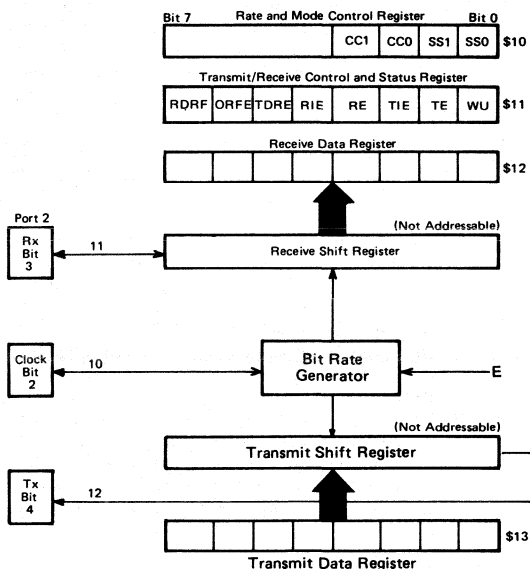 Bit 7 Rate and Mode Control Register Bit 0
CC1 CC0 SS1 SS0 $10
Transmit/Receive Control and Status Register
RDRF ORFE TDRE RIE RE TIE TE WU $11
Receive Data Register
$12
Port 2
(Not Addressable)
Rx
Bit
3
11
Receive Shift Register
Clock
Bit
2
10
Bit Rate
Generator
E
(Not Addressable)
Transmit Shift Register
Tx
Bit
4
12
$13
Transmit Data Register